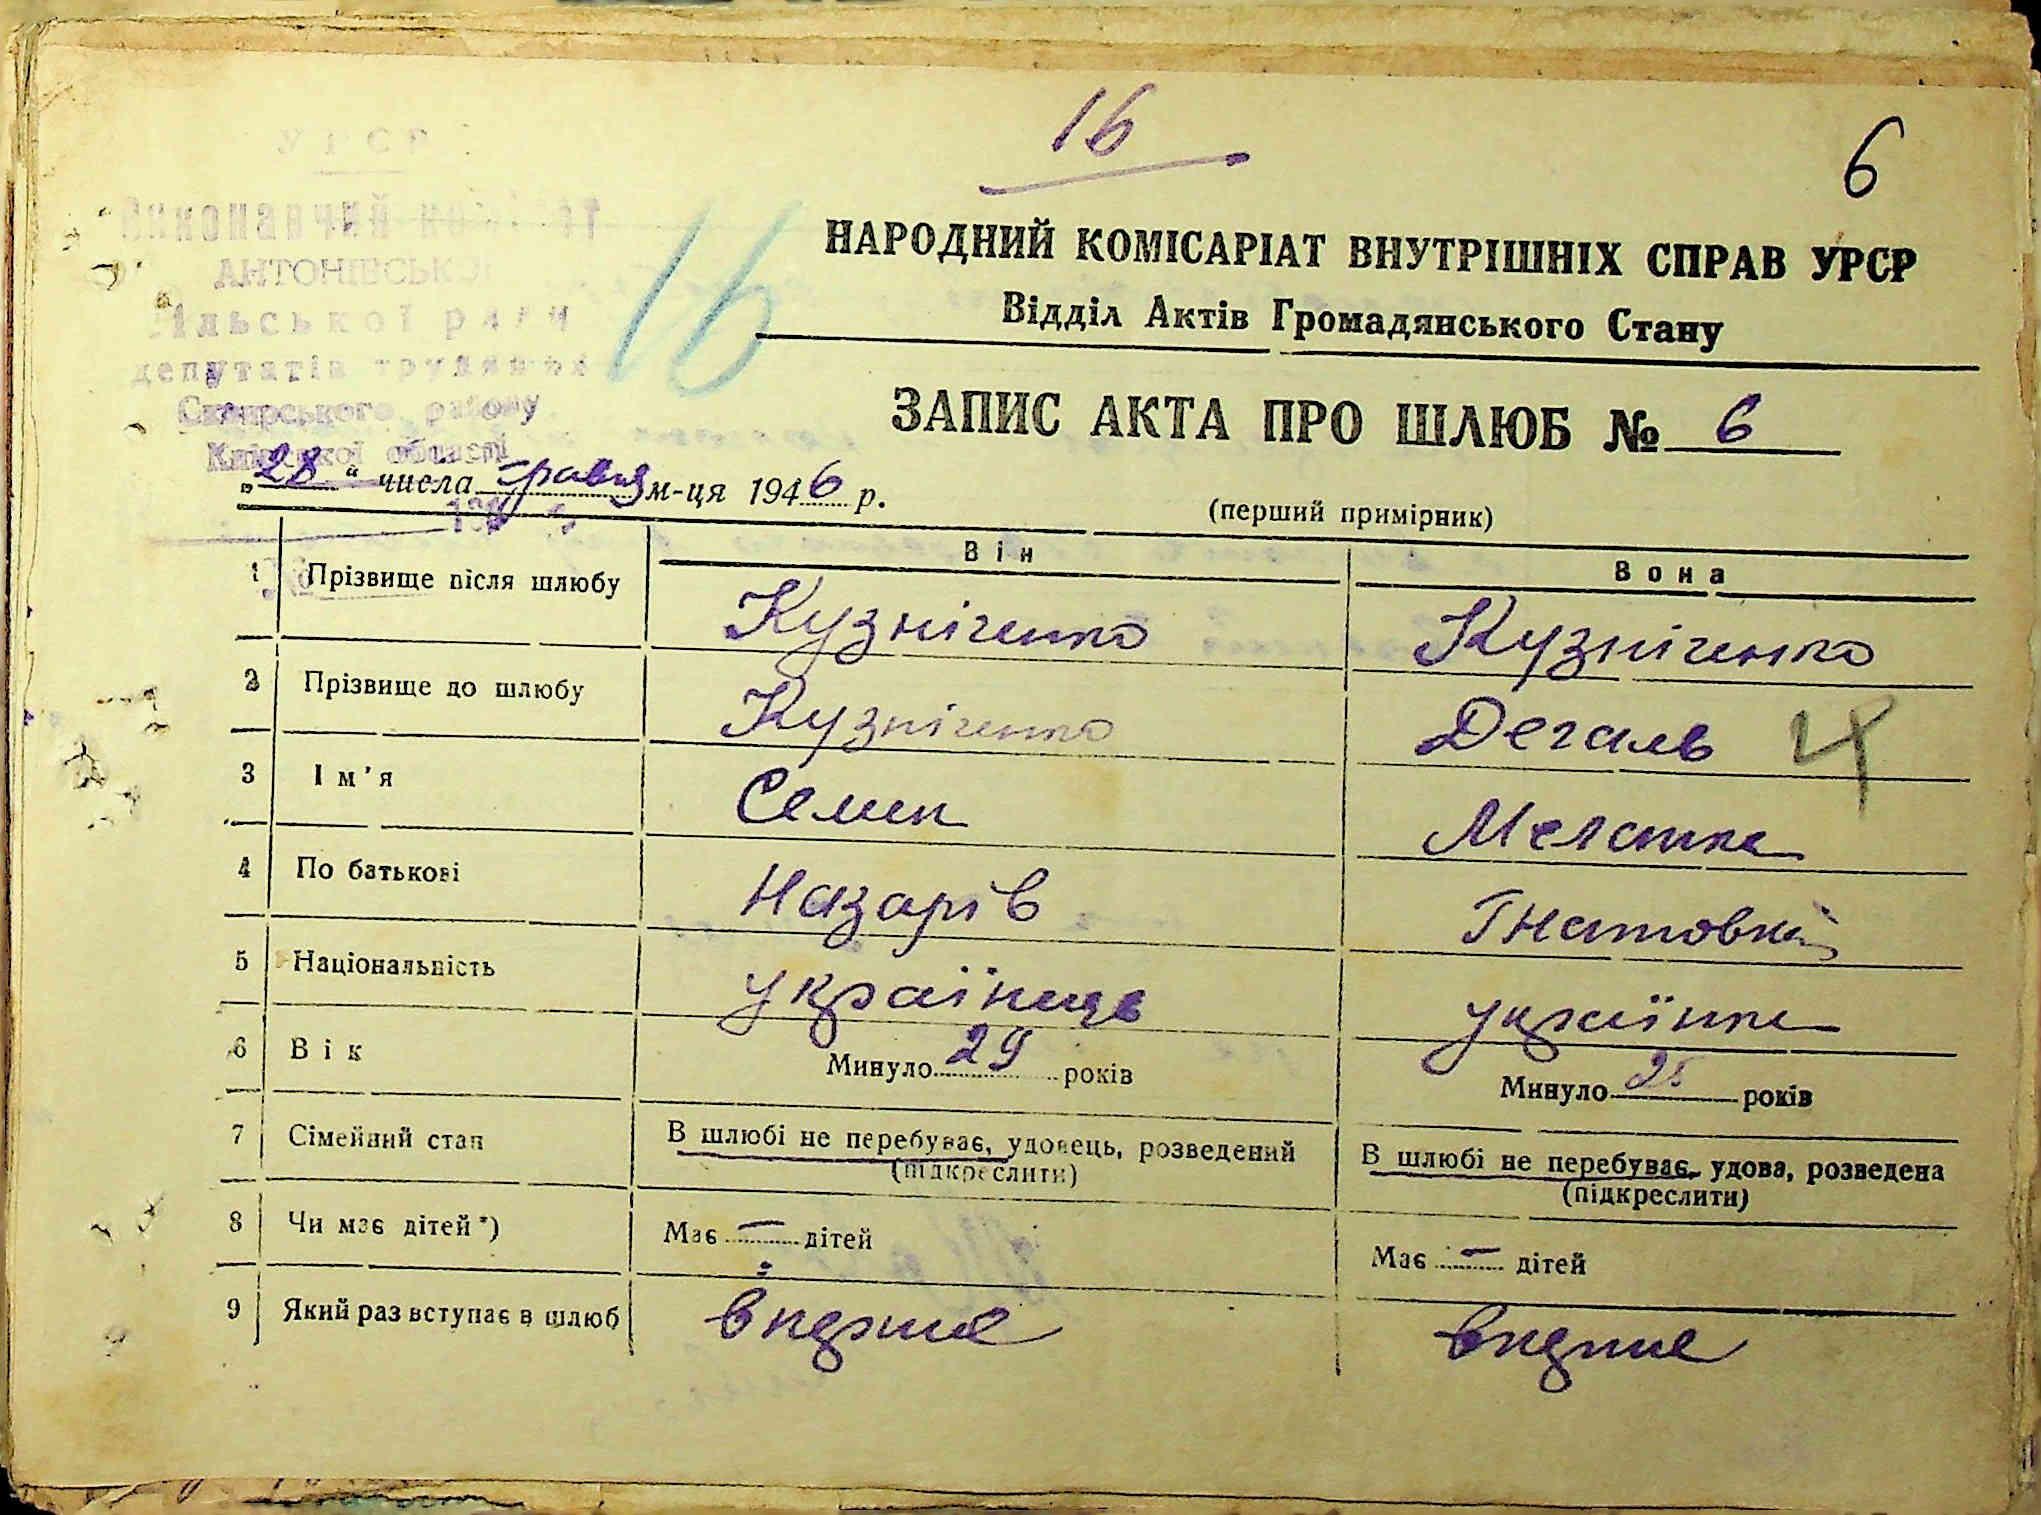 16
6
УРСР
Виконавчий комітет
АНТОНІВСЬКОЇ
сільської ради
депутатів трудящих
Сквирського району
Київської області
16
НАРОДНИЙ КОМІСАРІАТ ВНУТРІШНІХ СПРАВ УРСР
Відділ Актів Громадянського Стану
ЗАПИС АКТА ПРО ШЛЮБ № 6
„28“ числа травня м-ця 1946 р.
(перший примірник)
Він Вона
1 Прізвище після шлюбу Кузніченко Кузніченко
2 Прізвище до шлюбу Кузніченко Дегаль
3 Ім'я Семен Меланка
4 По батькові Назарів Гнатовна
5 Національність українець українка
6 Вік Минуло 29 років Минуло 25 років
7 Сімейний стан В шлюбі не перебуває, удовець, розведений (підкреслити) В шлюбі не перебуває, удова, розведена (підкреслити)
8 Чи має дітей*) Має — дітей Має — дітей
9 Який раз вступає в шлюб вперше вперше